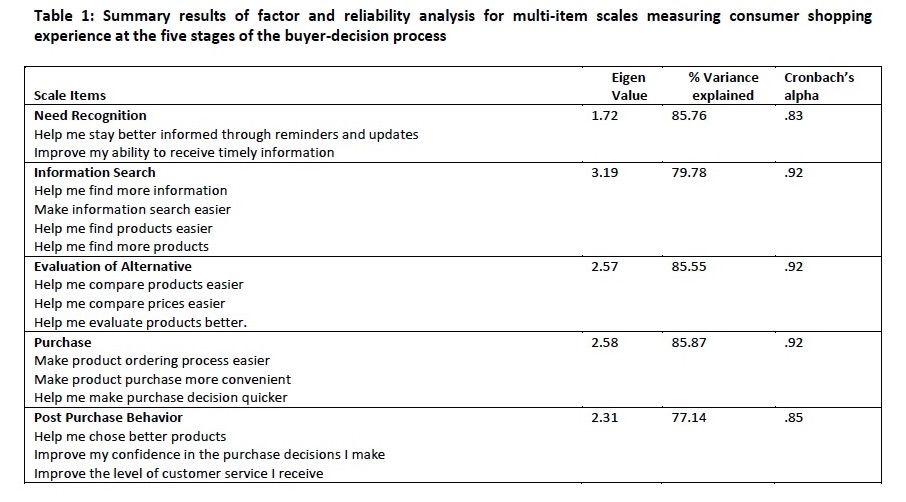 Table 1: Summary results of factor and reliability analysis for multi-item scales measuring consumer shopping
experience at the five stages of the buyer-decision process
Eigen % Variance Cronbach's
Scale Items Value explained alpha
Need Recognition 1.72 85.76 .83
Help me stay better informed through reminders and updates
Improve my ability to receive timely information
Information Search 3.19 79.78 .92
Help me find more information
Make information search easier
Help me find products easier
Help me find more products
Evaluation of Alternative 2.57 85.55 .92
Help me compare products easier
Help me compare prices easier
Help me evaluate products better.
Purchase 2.58 85.87 .92
Make product ordering process easier
Make product purchase more convenient
Help me make purchase decision quicker
Post Purchase Behavior 2.31 77.14 .85
Help me chose better products
Improve my confidence in the purchase decisions I make
Improve the level of customer service I receive